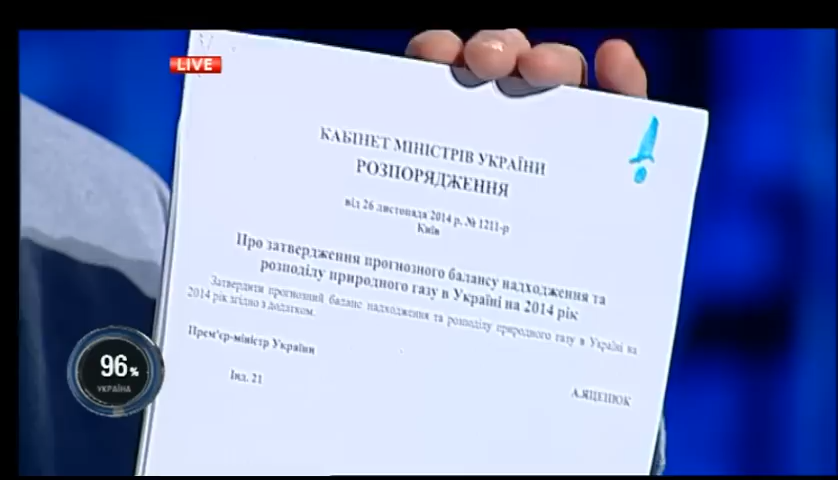 LIVE
КАБІНЕТ МІНІСТРІВ УКРАЇНИ
РОЗПОРЯДЖЕННЯ
від 26 листопада 2014 р. № 1211-р
Київ
Про затвердження прогнозного балансу надходження та
розподілу природного газу в Україні на 2014 рік
Затвердити прогнозний баланс надходження та розподілу природного газу в Україні на
2014 рік згідно з додатком.
Прем'єр-міністр України
А.ЯЦЕНЮК
Інд. 21
96%
УКРАЇНА